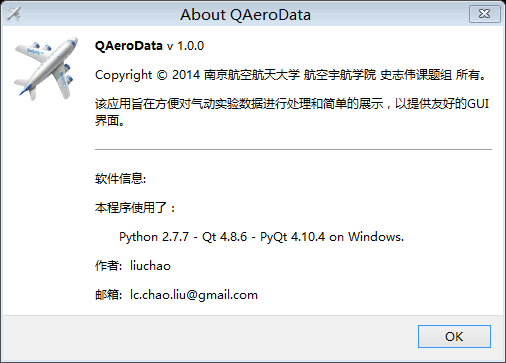 About QAeroData
QAeroData v 1.0.0
Copyright © 2014 南京航空航天大学 航空宇航学院 史志伟课题组 所有。
该应用旨在方便对气动实验数据进行处理和简单的展示，以提供友好的GUI
界面。
软件信息:
本程序使用了：
Python 2.7.7 - Qt 4.8.6 - PyQt 4.10.4 on Windows.
作者: liuchao
邮箱: lc.chao.liu@gmail.com
OK